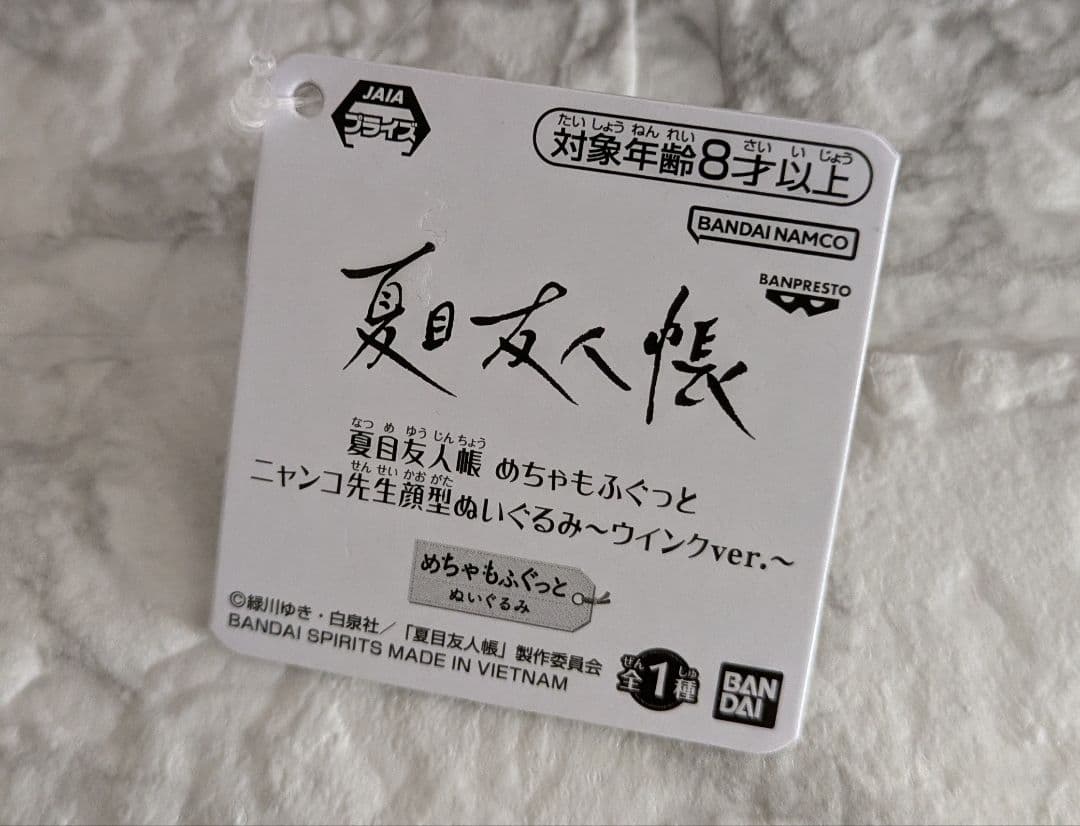 JAIA
プライズ
たいしょうねんれい さい い じょう
対象年齢8才以上
BANDAI NAMCO
BANPRESTO
夏目友人帳
なつ め ゆう じん ちょう
夏目友人帳 めちゃもふぐっと
せん せい かお がた
ニャンコ先生顔型ぬいぐるみ～ウインクver.～
めちゃもふぐっと
ぬいぐるみ
©緑川ゆき・白泉社／「夏目友人帳」製作委員会
BANDAI SPIRITS MADE IN VIETNAM
ぜん しゅ
全1種
BAN
DAI